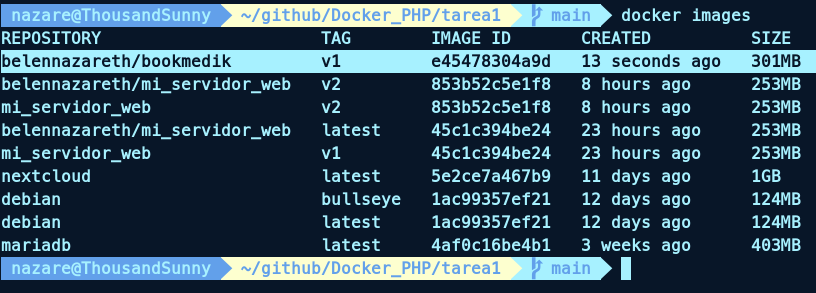 nazare@ThousandSunny ~/github/Docker_PHP/tarea1 main docker images
REPOSITORY TAG IMAGE ID CREATED SIZE
belennazareth/bookmedik v1 e45478304a9d 13 seconds ago 301MB
belennazareth/mi_servidor_web v2 853b52c5e1f8 8 hours ago 253MB
mi_servidor_web v2 853b52c5e1f8 8 hours ago 253MB
belennazareth/mi_servidor_web latest 45c1c394be24 23 hours ago 253MB
mi_servidor_web v1 45c1c394be24 23 hours ago 253MB
nextcloud latest 5e2ce7a467b9 11 days ago 1GB
debian bullseye 1ac99357ef21 12 days ago 124MB
debian latest 1ac99357ef21 12 days ago 124MB
mariadb latest 4af0c16be4b1 3 weeks ago 403MB
nazare@ThousandSunny ~/github/Docker_PHP/tarea1 main